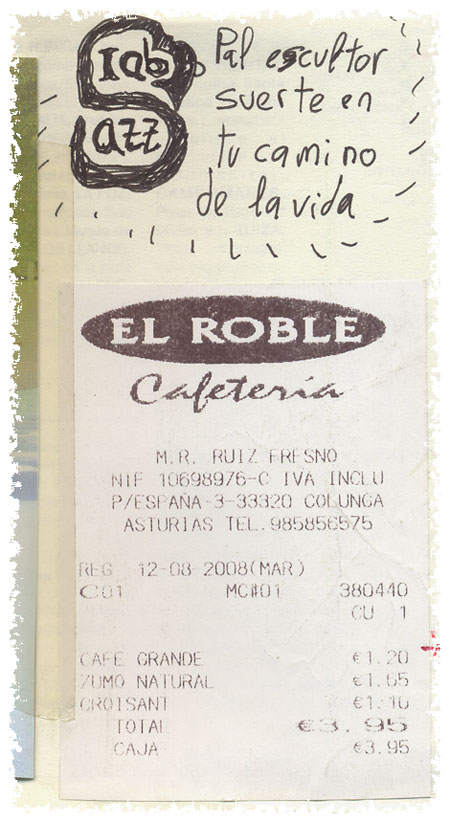 Pal escultor
suerte en
tu camino
de la vida
EL ROBLE
Cafetería
M.R. RUIZ FRESNO
NIF 10698976-C IVA INCLU
P/ESPAÑA-3-33320 COLUNGA
ASTURIAS TEL.985856575
REG 12-08-2008(MAR)
C01 MC#01 380440
CU 1
CAFE GRANDE €1.20
ZUMO NATURAL €1.65
CROISANT €1.10
TOTAL €3.95
CAJA €3.95